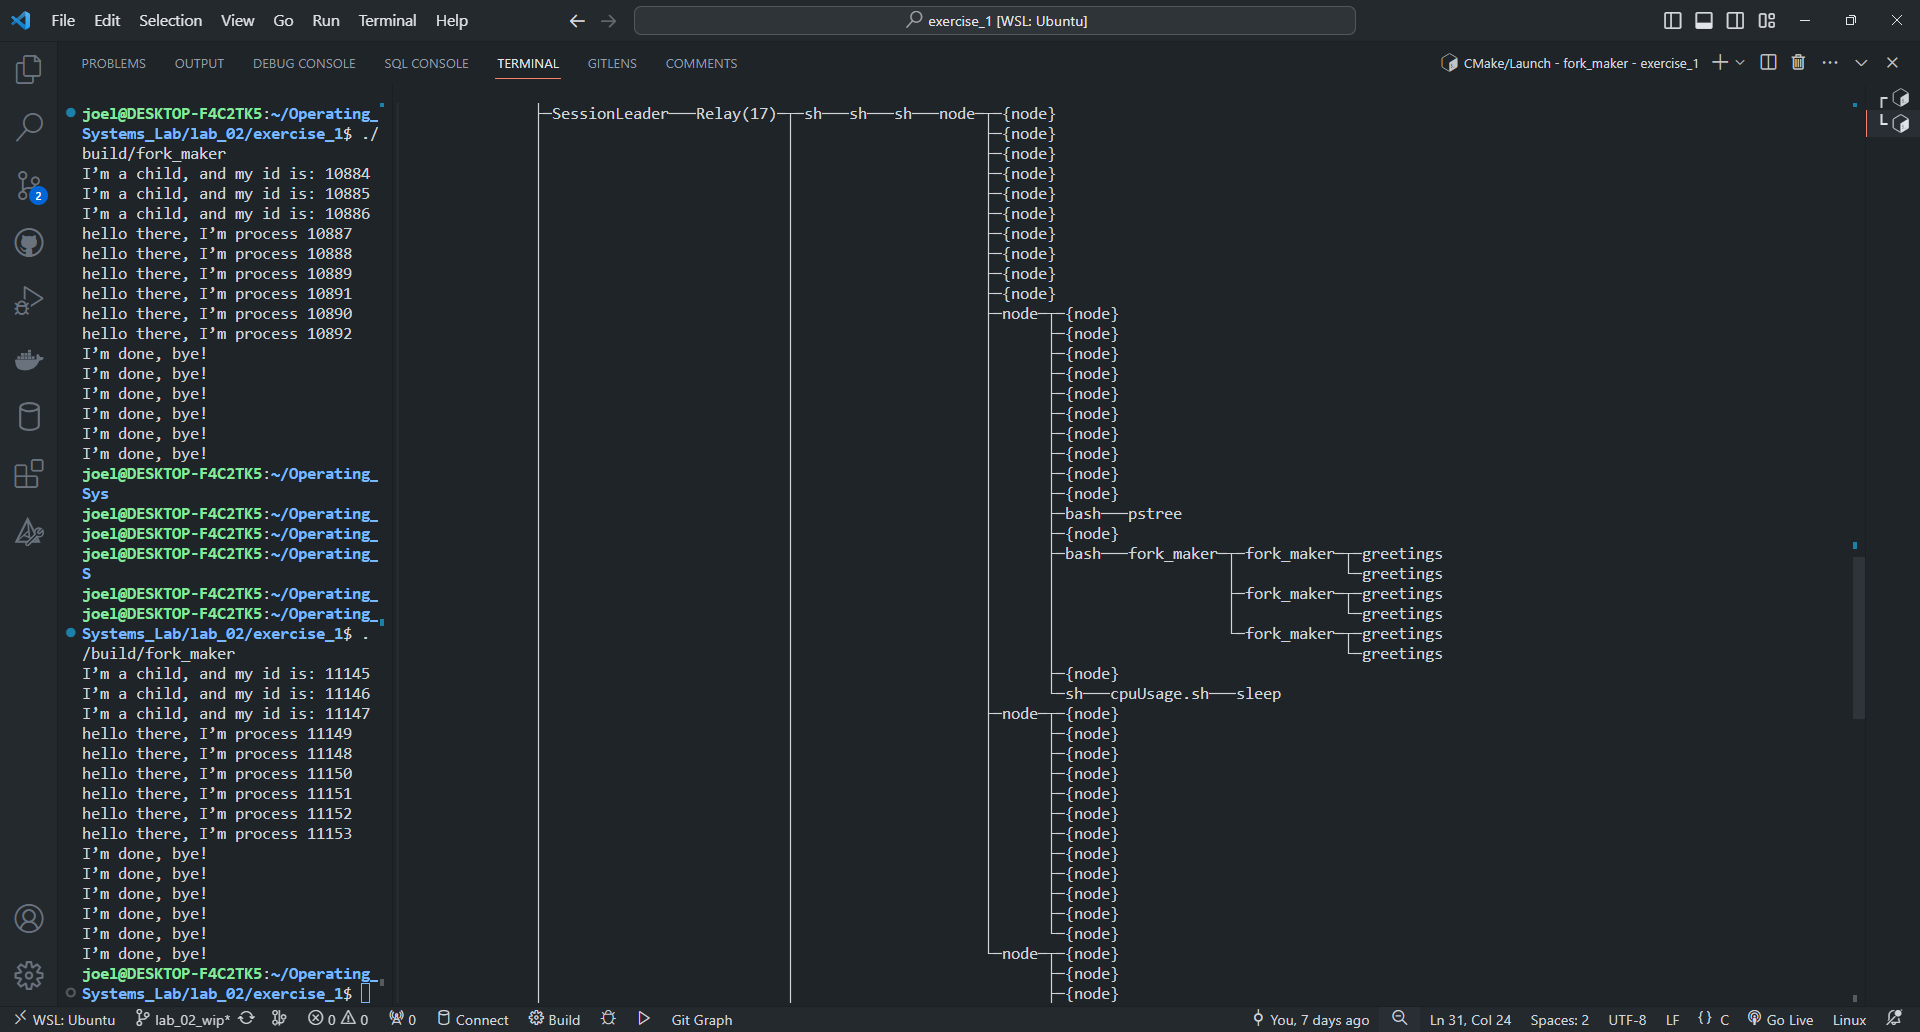 File Edit Selection View Go Run Terminal Help
exercise_1 [WSL: Ubuntu]
PROBLEMS OUTPUT DEBUG CONSOLE SQL CONSOLE TERMINAL GITLENS COMMENTS
CMake/Launch - fork_maker - exercise_1
2
joel@DESKTOP-F4C2TK5:~/Operating_
Systems_Lab/lab_02/exercise_1$ ./
build/fork_maker
I'm a child, and my id is: 10884
I'm a child, and my id is: 10885
I'm a child, and my id is: 10886
hello there, I'm process 10887
hello there, I'm process 10888
hello there, I'm process 10889
hello there, I'm process 10891
hello there, I'm process 10890
hello there, I'm process 10892
I'm done, bye!
I'm done, bye!
I'm done, bye!
I'm done, bye!
I'm done, bye!
I'm done, bye!
joel@DESKTOP-F4C2TK5:~/Operating_
Sys
joel@DESKTOP-F4C2TK5:~/Operating_
joel@DESKTOP-F4C2TK5:~/Operating_
joel@DESKTOP-F4C2TK5:~/Operating_
S
joel@DESKTOP-F4C2TK5:~/Operating_
joel@DESKTOP-F4C2TK5:~/Operating_
Systems_Lab/lab_02/exercise_1$ .
/build/fork_maker
I'm a child, and my id is: 11145
I'm a child, and my id is: 11146
I'm a child, and my id is: 11147
hello there, I'm process 11149
hello there, I'm process 11148
hello there, I'm process 11150
hello there, I'm process 11151
hello there, I'm process 11152
hello there, I'm process 11153
I'm done, bye!
I'm done, bye!
I'm done, bye!
I'm done, bye!
I'm done, bye!
I'm done, bye!
joel@DESKTOP-F4C2TK5:~/Operating_
Systems_Lab/lab_02/exercise_1$
├─SessionLeader───Relay(17)─┬─sh───sh───sh───node─┬─{node}
├─{node}
├─{node}
├─{node}
├─{node}
├─{node}
├─{node}
├─{node}
├─{node}
├─{node}
├─node─┬─{node}
├─{node}
├─{node}
├─{node}
├─{node}
├─{node}
├─{node}
├─{node}
├─{node}
├─{node}
├─bash───pstree
├─{node}
├─bash───fork_maker─┬─fork_maker─┬─greetings
└─greetings
├─fork_maker─┬─greetings
└─greetings
└─fork_maker─┬─greetings
└─greetings
├─{node}
└─sh───cpuUsage.sh───sleep
├─node─┬─{node}
├─{node}
├─{node}
├─{node}
├─{node}
├─{node}
├─{node}
├─{node}
├─{node}
├─{node}
├─{node}
└─{node}
└─node─┬─{node}
├─{node}
├─{node}
WSL: Ubuntu lab_02_wip* 0 0 0 Connect Build Git Graph You, 7 days ago Ln 31, Col 24 Spaces: 2 UTF-8 LF {} C Go Live Linux